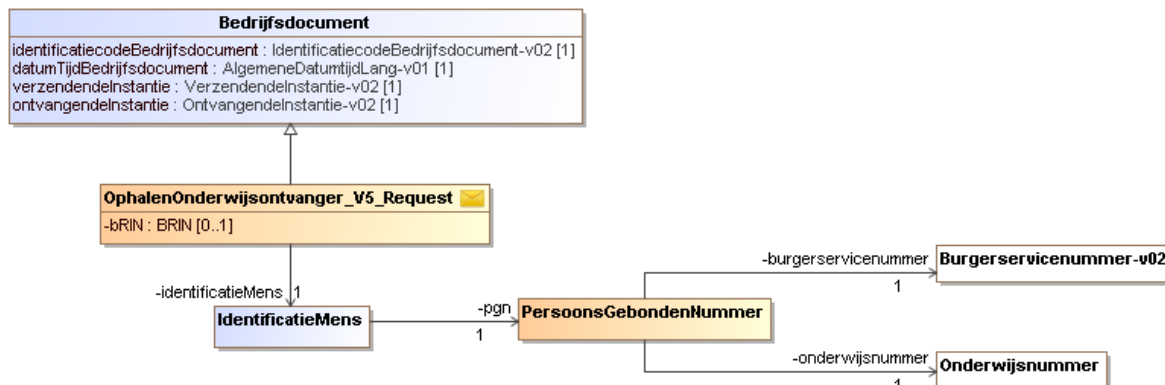 Bedrijfsdocument
identificatiecodeBedrijfsdocument : IdentificatiecodeBedrijfsdocument-v02 [1]
datumTijdBedrijfsdocument : AlgemeneDatumtijdLang-v01 [1]
verzendendeInstantie : VerzendendeInstantie-v02 [1]
ontvangendeInstantie : OntvangendeInstantie-v02 [1]
OphalenOnderwijsontvanger_V5_Request
-bRIN : BRIN [0..1]
-identificatieMens 1
IdentificatieMens
-pgn
1
PersoonsGebondenNummer
-burgerservicenummer
1
Burgerservicenummer-v02
-onderwijsnummer
1
Onderwijsnummer